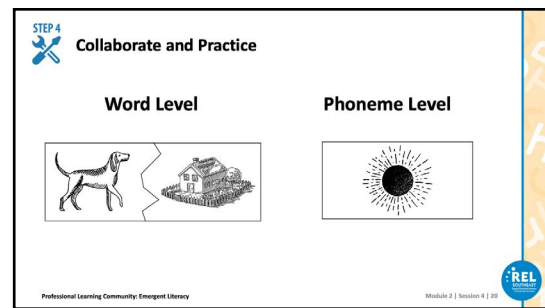 STEP 4
Collaborate and Practice
Word Level
Phoneme Level
Professional Learning Community: Emergent Literacy
Module 2 | Session 4 | 20
REL
SOUTHEAST